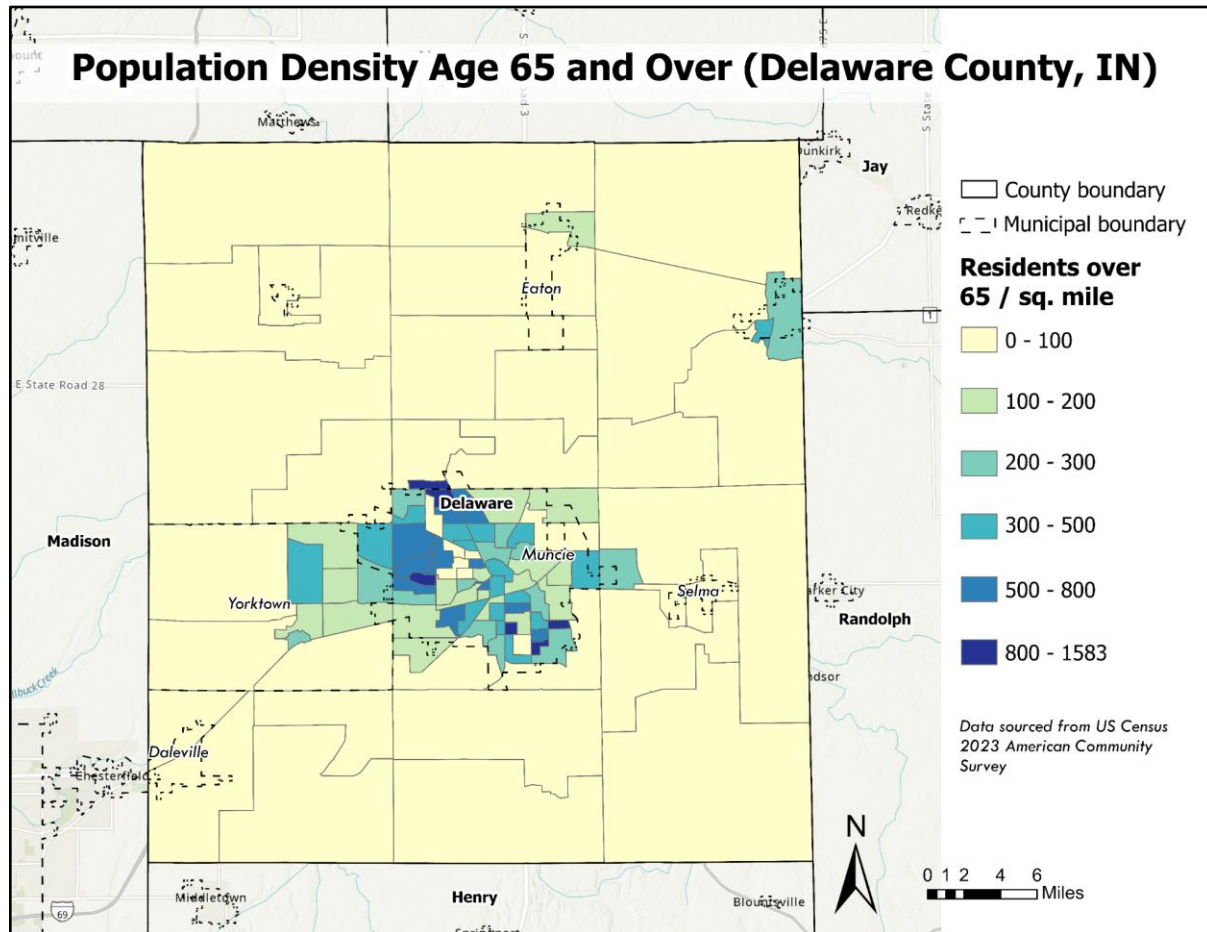 Population Density Age 65 and Over (Delaware County, IN)
Matthews
Dunkirk
Jay
Eaton
E State Road 28
1
Delaware
Madison
Muncie
Yorktown
Selma
Randolph
Daleville
Chesterfield
69
Middletown
Henry
Blountsville
County boundary
Municipal boundary
Residents over
65 / sq. mile
0 - 100
100 - 200
200 - 300
300 - 500
500 - 800
800 - 1583
Data sourced from US Census
2023 American Community
Survey
N
0 1 2 4 6
Miles